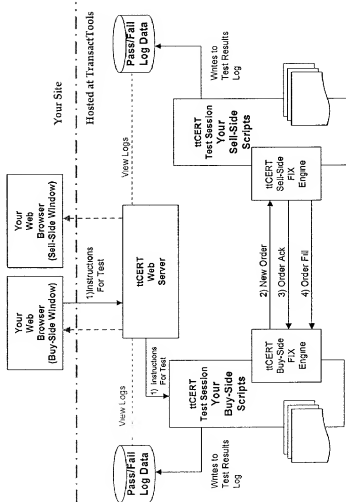 Your Site
Hosted at TransactTools
Your
Web
Browser
(Buy-Side Window)
Your
Web
Browser
(Sell-Side Window)
1)Instructions
For Test
Pass/Fail
Log Data
View Logs
ttCERT
Web
Server
View Logs
Pass/Fail
Log Data
1) Instructions
For Test
Writes to
Test Results
Log
ttCERT
Test Session
Your
Buy-Side
Scripts
ttCERT
Buy-Side
FIX
Engine
2) New Order
3) Order Ack
4) Order Fill
ttCERT
Sell-Side
FIX
Engine
ttCERT
Test Session
Your
Sell-Side
Scripts
Writes to
Test Results
Log